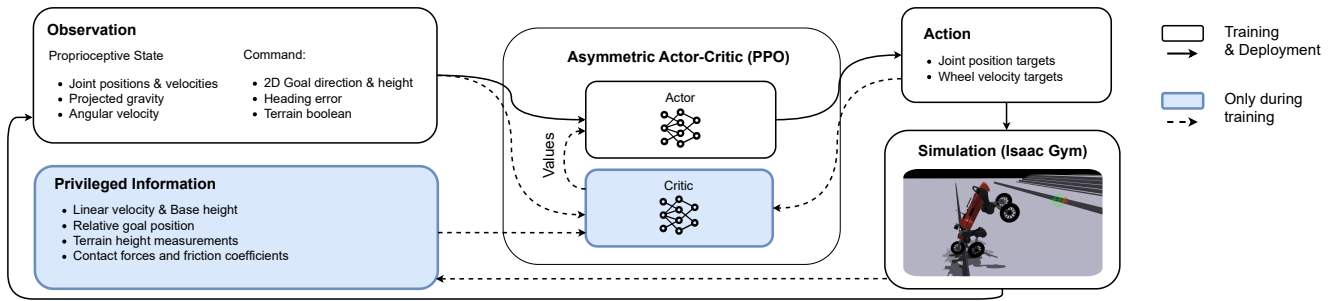 Observation
Proprioceptive State
• Joint positions & velocities
• Projected gravity
• Angular velocity
Command:
• 2D Goal direction & height
• Heading error
• Terrain boolean
Privileged Information
• Linear velocity & Base height
• Relative goal position
• Terrain height measurements
• Contact forces and friction coefficients
Asymmetric Actor-Critic (PPO)
Actor
Values
Critic
Action
• Joint position targets
• Wheel velocity targets
Simulation (Isaac Gym)
Training
& Deployment
Only during
training